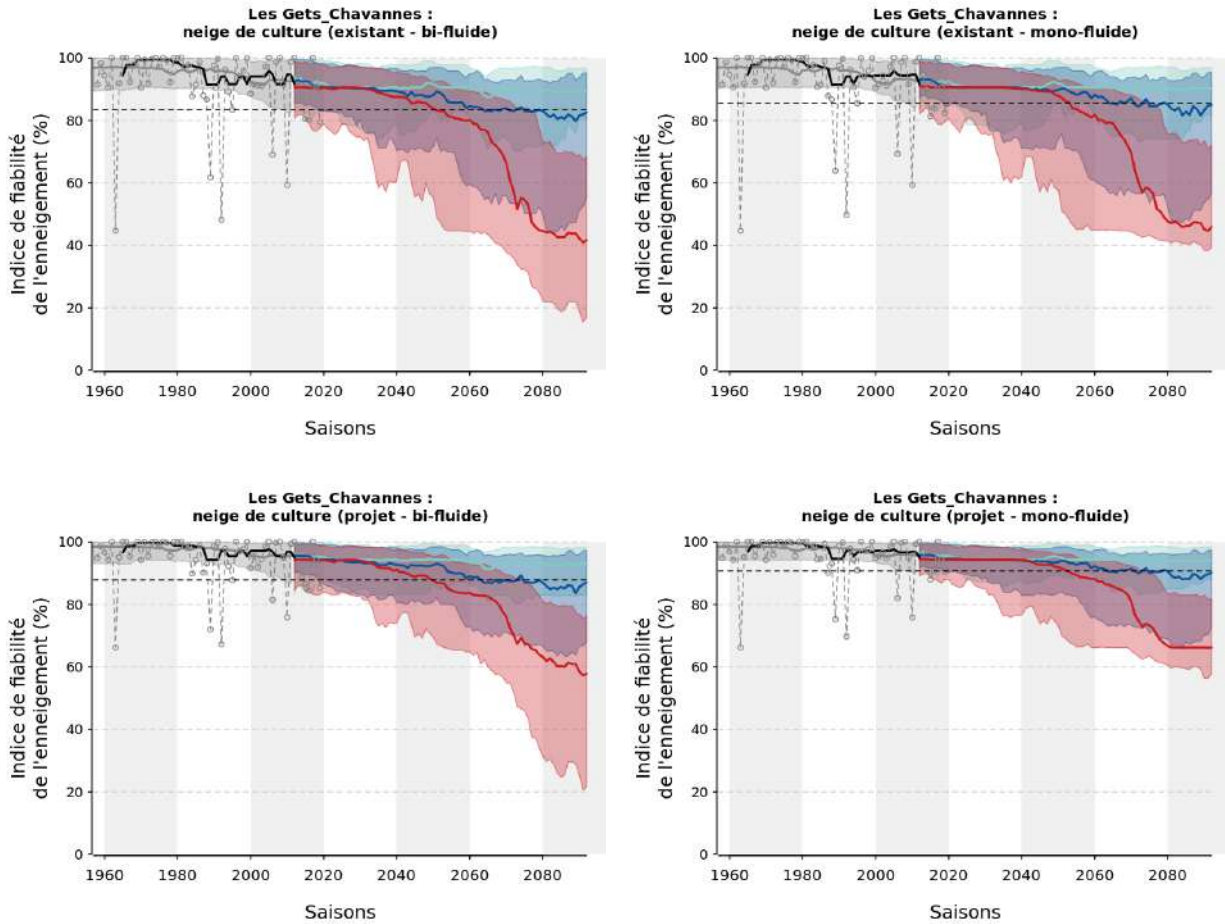 Les Gets_Chavannes :
neige de culture (existant - bi-fluide)
Indice de fiabilité
de l'enneigement (%)
100
80
60
40
20
0
1960 1980 2000 2020 2040 2060 2080
Saisons
Les Gets_Chavannes :
neige de culture (existant - mono-fluide)
Indice de fiabilité
de l'enneigement (%)
100
80
60
40
20
0
1960 1980 2000 2020 2040 2060 2080
Saisons
Les Gets_Chavannes :
neige de culture (projet - bi-fluide)
Indice de fiabilité
de l'enneigement (%)
100
80
60
40
20
0
1960 1980 2000 2020 2040 2060 2080
Saisons
Les Gets_Chavannes :
neige de culture (projet - mono-fluide)
Indice de fiabilité
de l'enneigement (%)
100
80
60
40
20
0
1960 1980 2000 2020 2040 2060 2080
Saisons